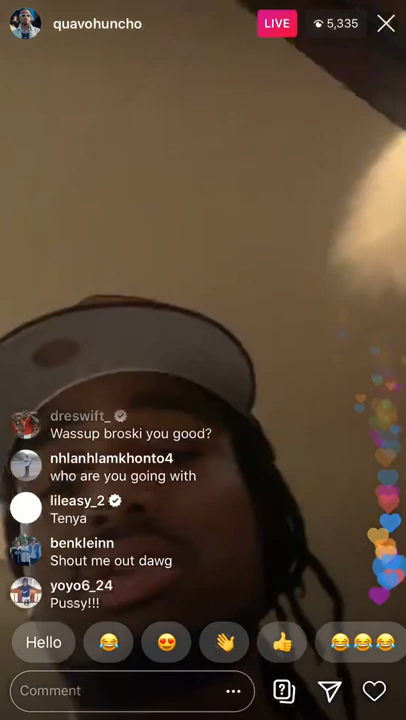 quavohuncho
LIVE
5,335
dreswift_
Wassup broski you good?
nhlanhlamkhonto4
who are you going with
lileasy_2
Tenya
benkleinn
Shout me out dawg
yoyo6_24
Pussy!!!
Hello
Comment